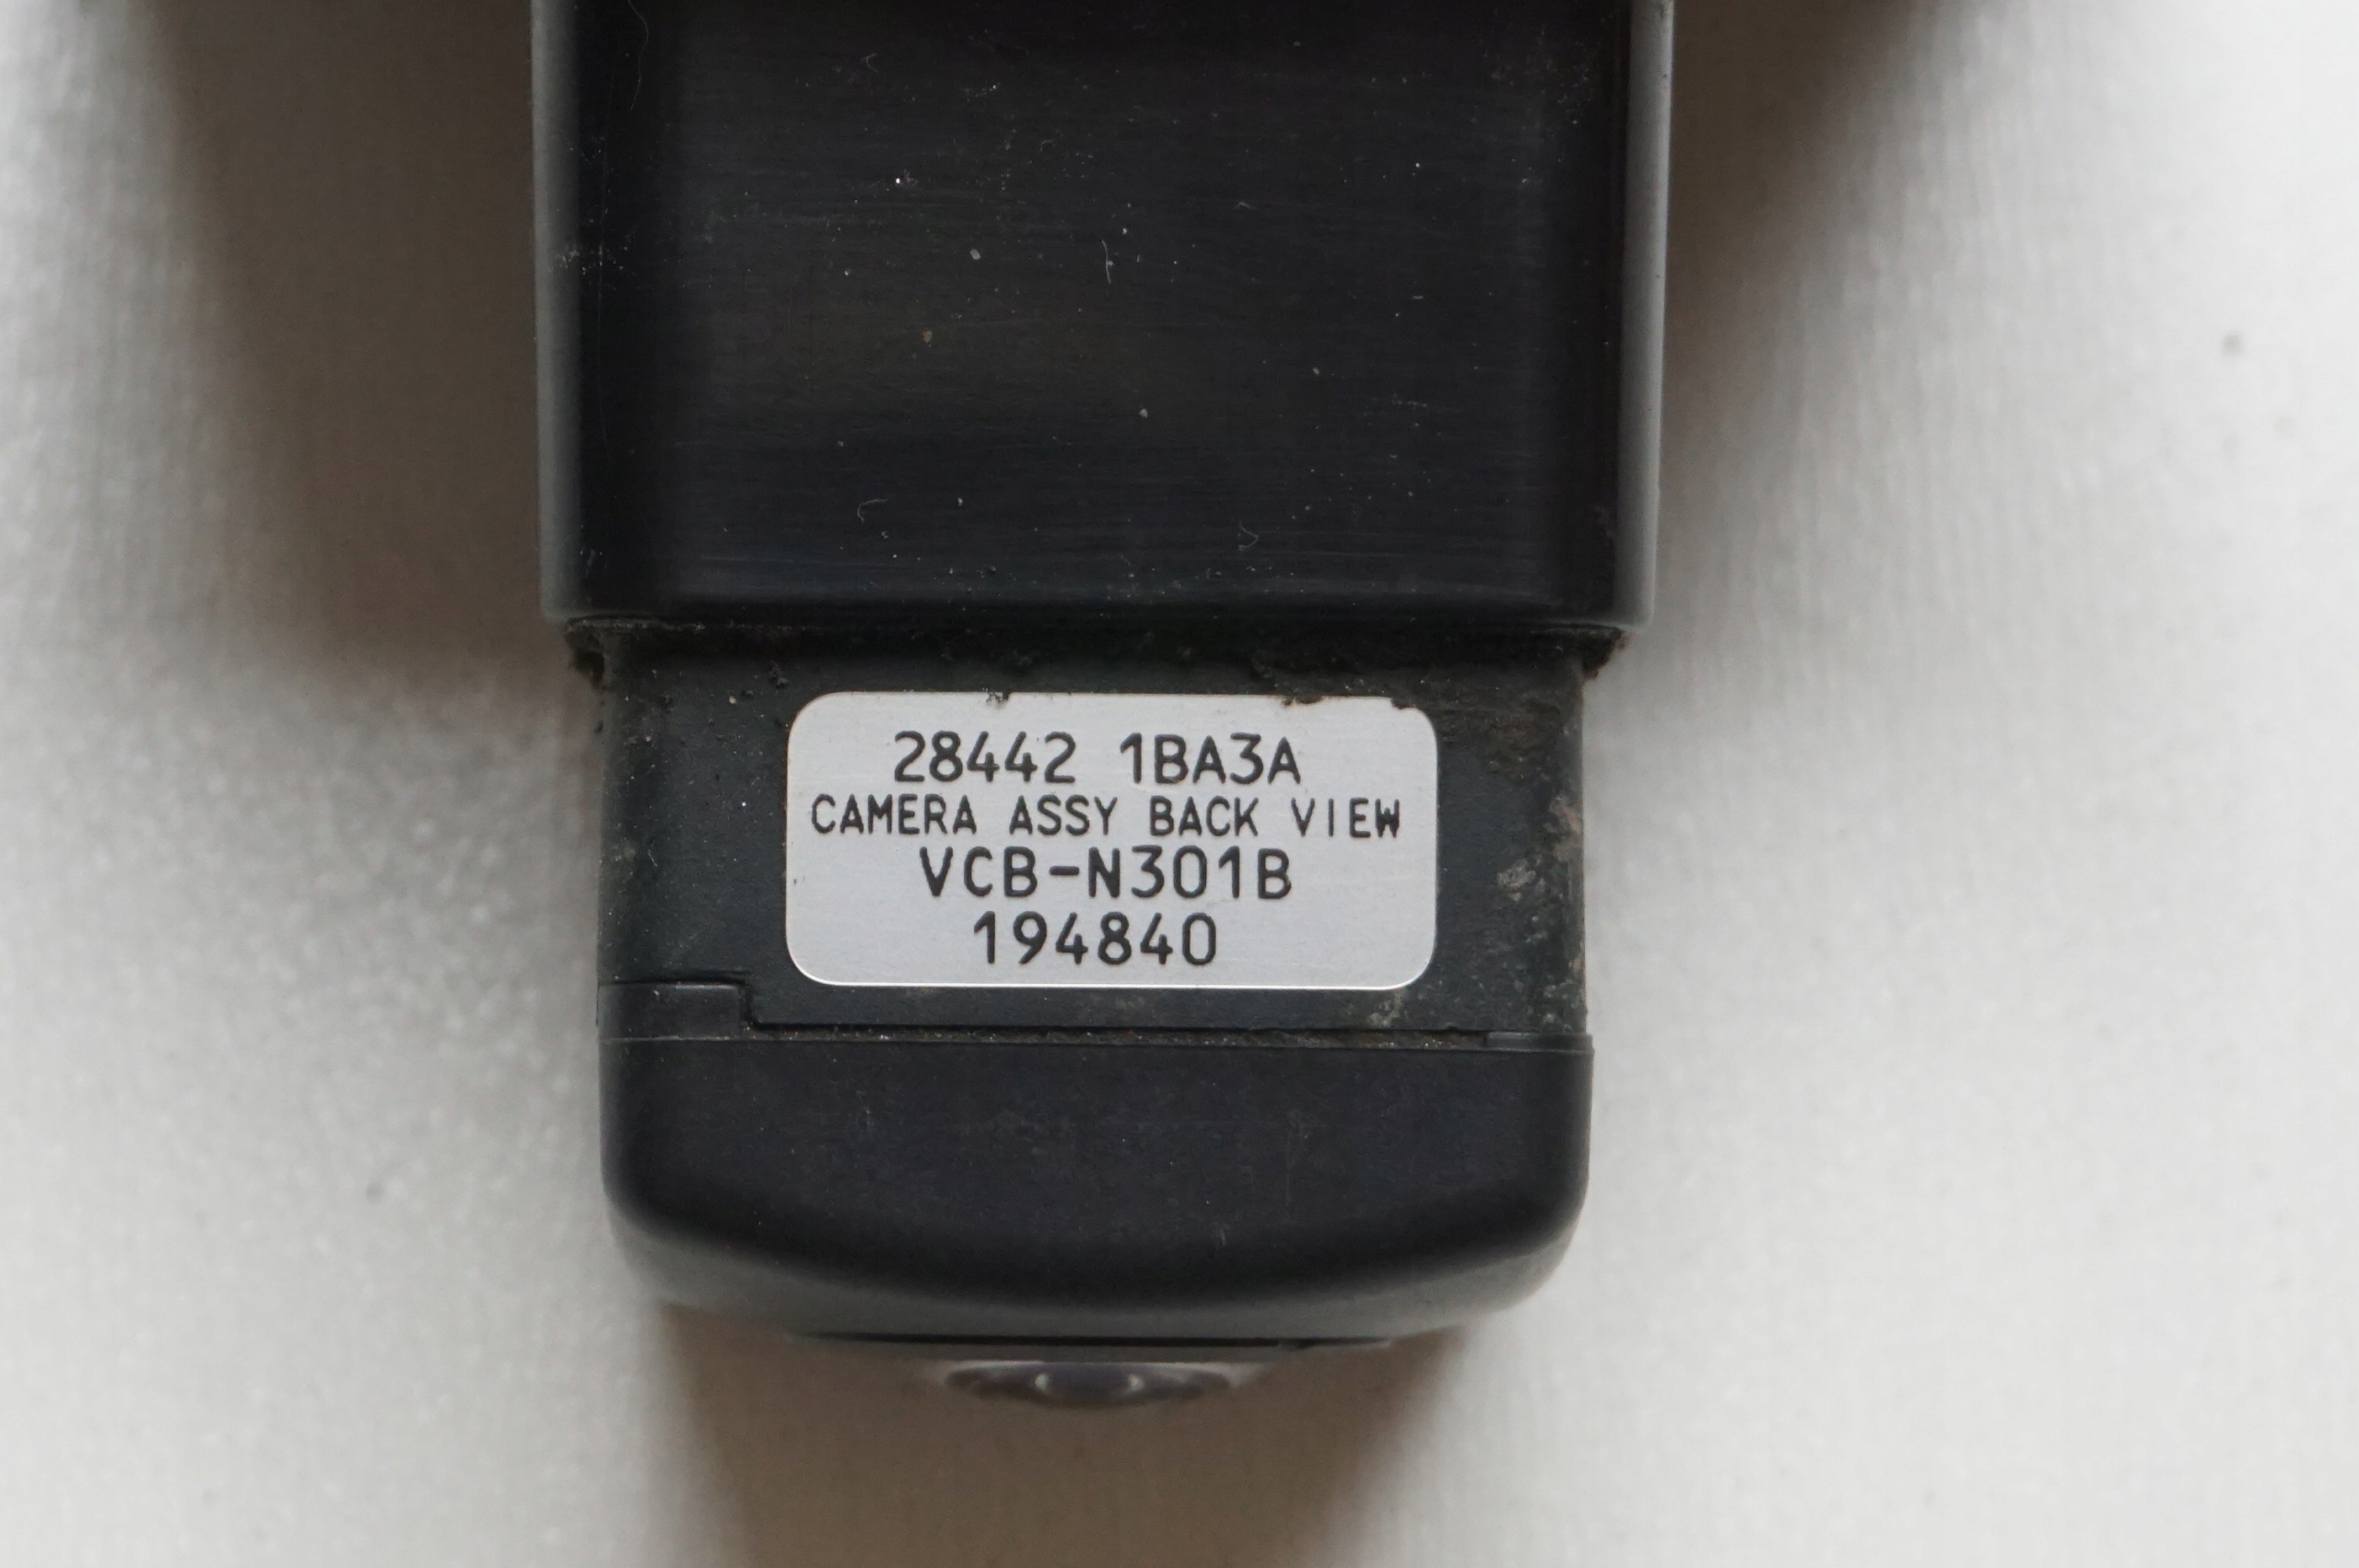 28442 1BA3A
CAMERA ASSY BACK VIEW
VCB-N301B
194840